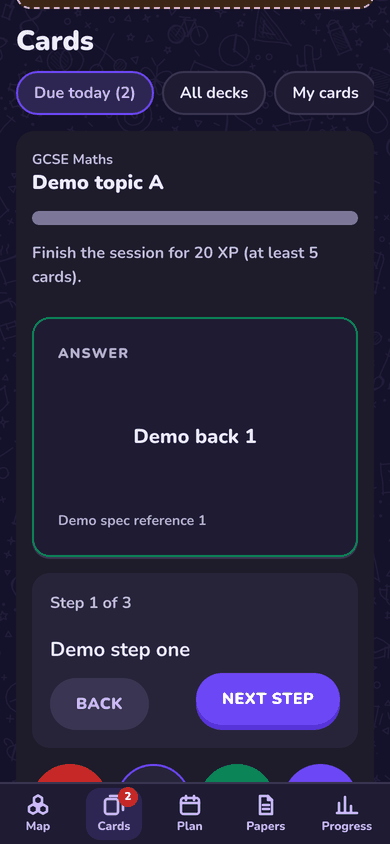 Cards
Due today (2)
All decks
My cards
GCSE Maths
Demo topic A
Finish the session for 20 XP (at least 5
cards).
ANSWER
Demo back 1
Demo spec reference 1
Step 1 of 3
Demo step one
BACK
NEXT STEP
2
Map
Cards
Plan
Papers
Progress